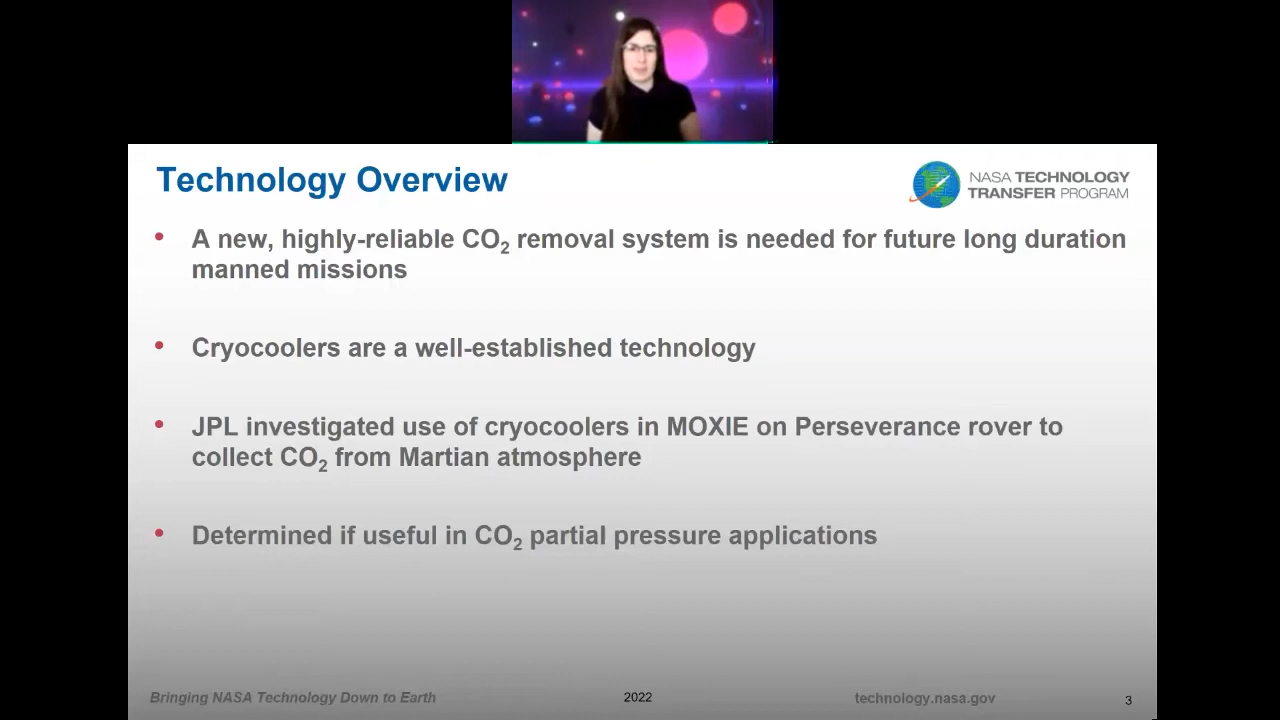 Technology Overview
NASA TECHNOLOGY
TRANSFER PROGRAM
• A new, highly-reliable CO₂ removal system is needed for future long duration
manned missions
• Cryocoolers are a well-established technology
• JPL investigated use of cryocoolers in MOXIE on Perseverance rover to
collect CO₂ from Martian atmosphere
• Determined if useful in CO₂ partial pressure applications
Bringing NASA Technology Down to Earth
2022
technology.nasa.gov
3